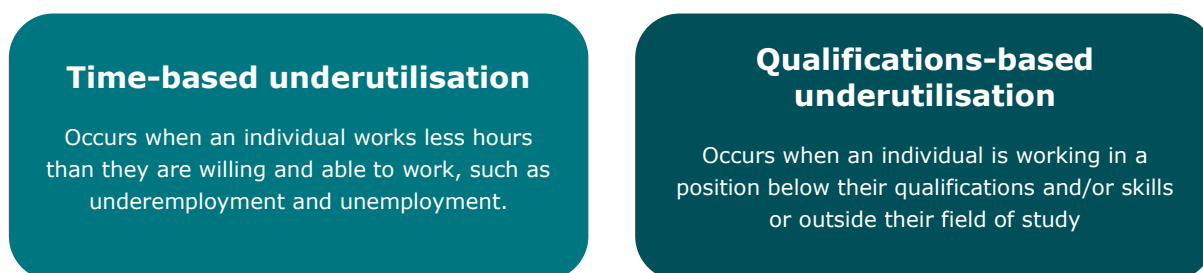 Time-based underutilisation
Occurs when an individual works less hours
than they are willing and able to work, such as
underemployment and unemployment.
Qualifications-based
underutilisation
Occurs when an individual is working in a
position below their qualifications and/or skills
or outside their field of study